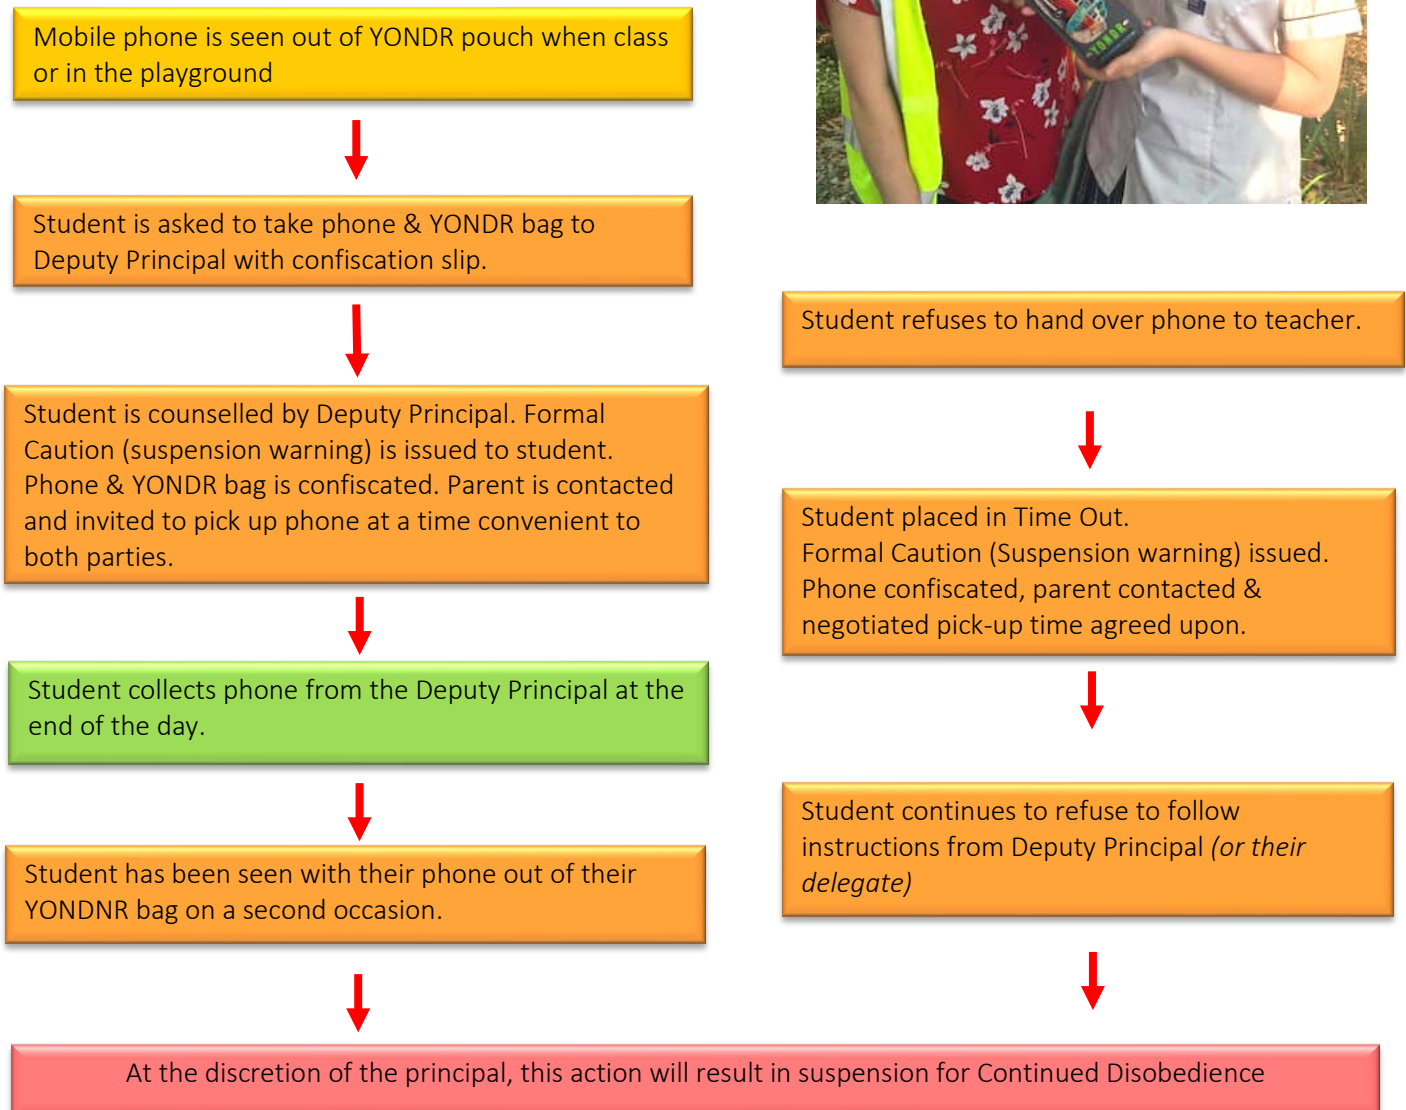 Mobile phone is seen out of YONDR pouch when class
or in the playground
Student is asked to take phone & YONDR bag to
Deputy Principal with confiscation slip.
Student is counselled by Deputy Principal. Formal
Caution (suspension warning) is issued to student.
Phone & YONDR bag is confiscated. Parent is contacted
and invited to pick up phone at a time convenient to
both parties.
Student collects phone from the Deputy Principal at the
end of the day.
Student has been seen with their phone out of their
YONDNR bag on a second occasion.
YONDR
Student refuses to hand over phone to teacher.
Student placed in Time Out.
Formal Caution (Suspension warning) issued.
Phone confiscated, parent contacted &
negotiated pick-up time agreed upon.
Student continues to refuse to follow
instructions from Deputy Principal (or their
delegate)
At the discretion of the principal, this action will result in suspension for Continued Disobedience